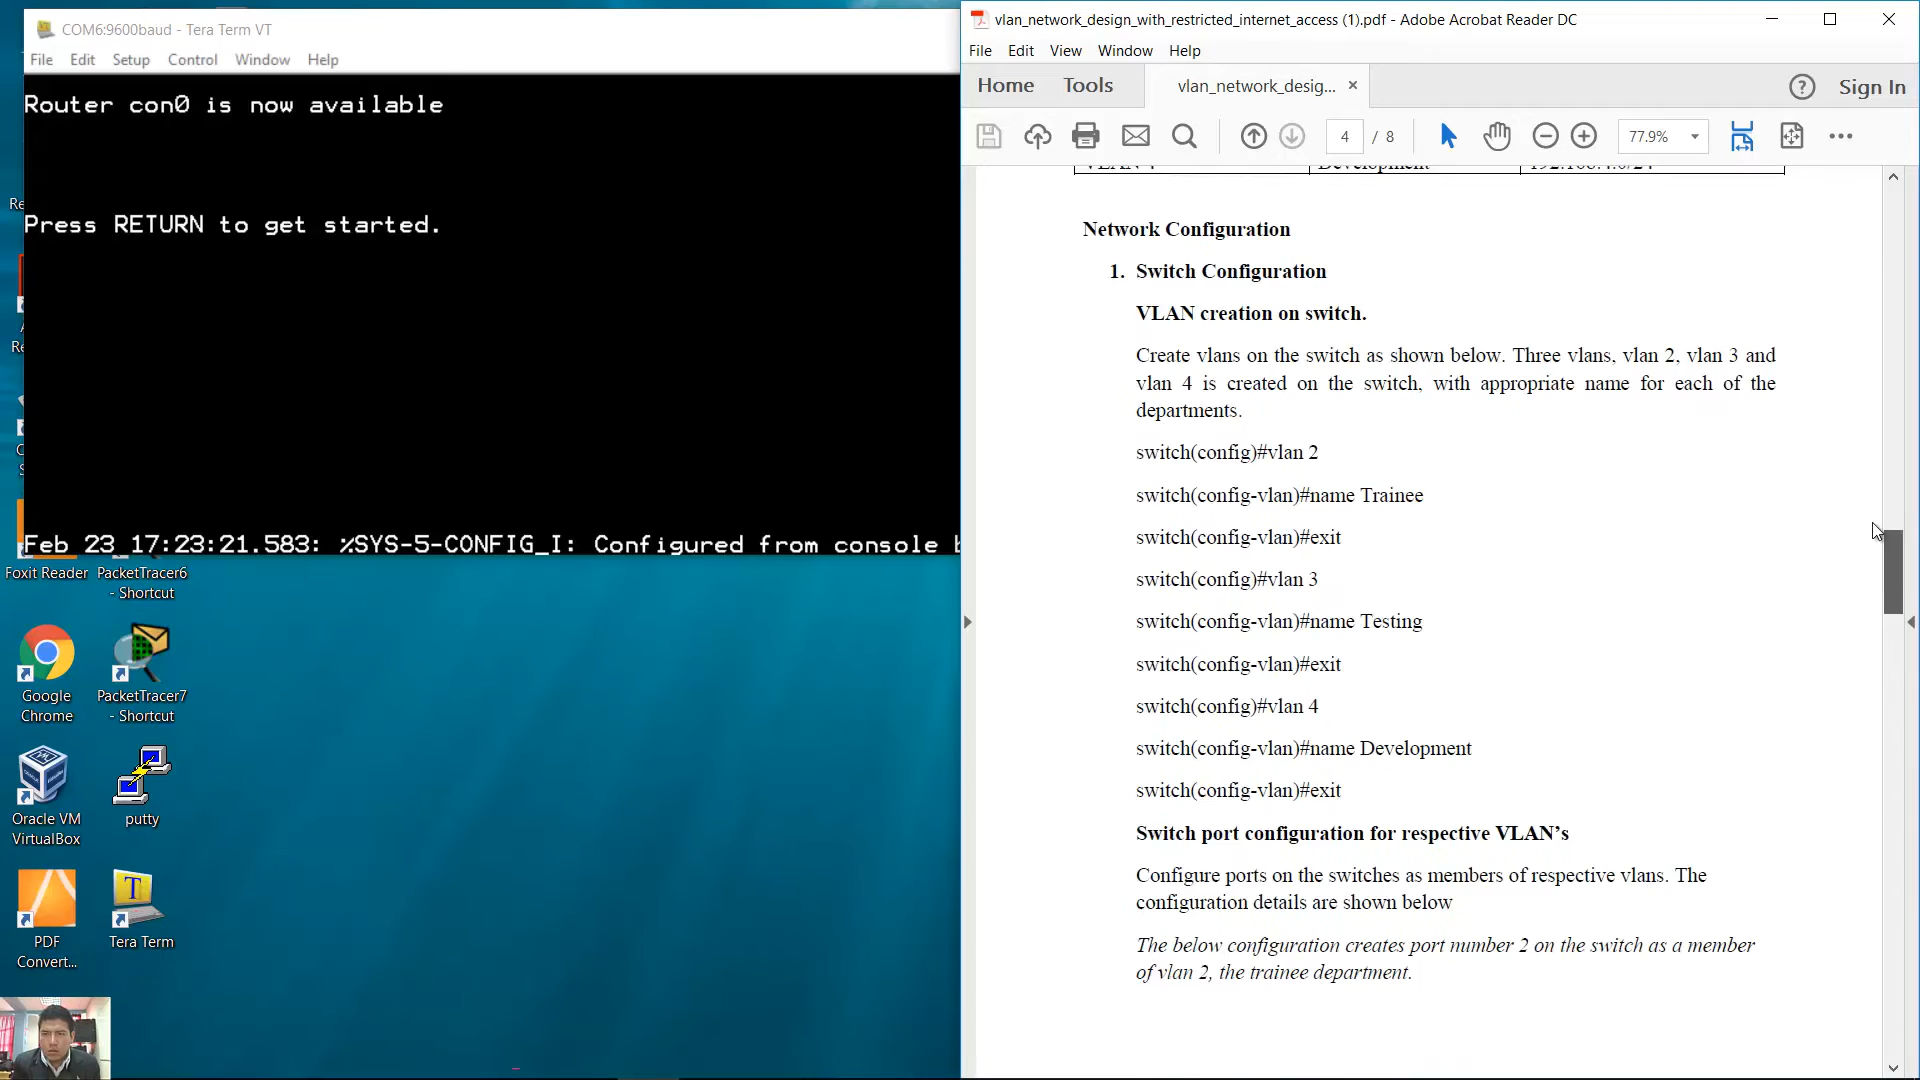 COM6:9600baud - Tera Term VT
File Edit Setup Control Window Help
Router con0 is now available
Press RETURN to get started.
Feb 23 17:23:21.583: %SYS-5-CONFIG_I: Configured from console
Foxit Reader
PacketTracer6
- Shortcut
Google
Chrome
PacketTracer7
- Shortcut
Oracle VM
VirtualBox
putty
PDF
Convert...
Tera Term
vlan_network_design_with_restricted_internet_access (1).pdf - Adobe Acrobat Reader DC
File Edit View Window Help
Home Tools vlan_network_desig... Sign In
4 / 8 77.9%
Network Configuration
1. Switch Configuration
VLAN creation on switch.
Create vlans on the switch as shown below. Three vlans, vlan 2, vlan 3 and
vlan 4 is created on the switch, with appropriate name for each of the
departments.
switch(config)#vlan 2
switch(config-vlan)#name Trainee
switch(config-vlan)#exit
switch(config)#vlan 3
switch(config-vlan)#name Testing
switch(config-vlan)#exit
switch(config)#vlan 4
switch(config-vlan)#name Development
switch(config-vlan)#exit
Switch port configuration for respective VLAN’s
Configure ports on the switches as members of respective vlans. The
configuration details are shown below
The below configuration creates port number 2 on the switch as a member
of vlan 2, the trainee department.